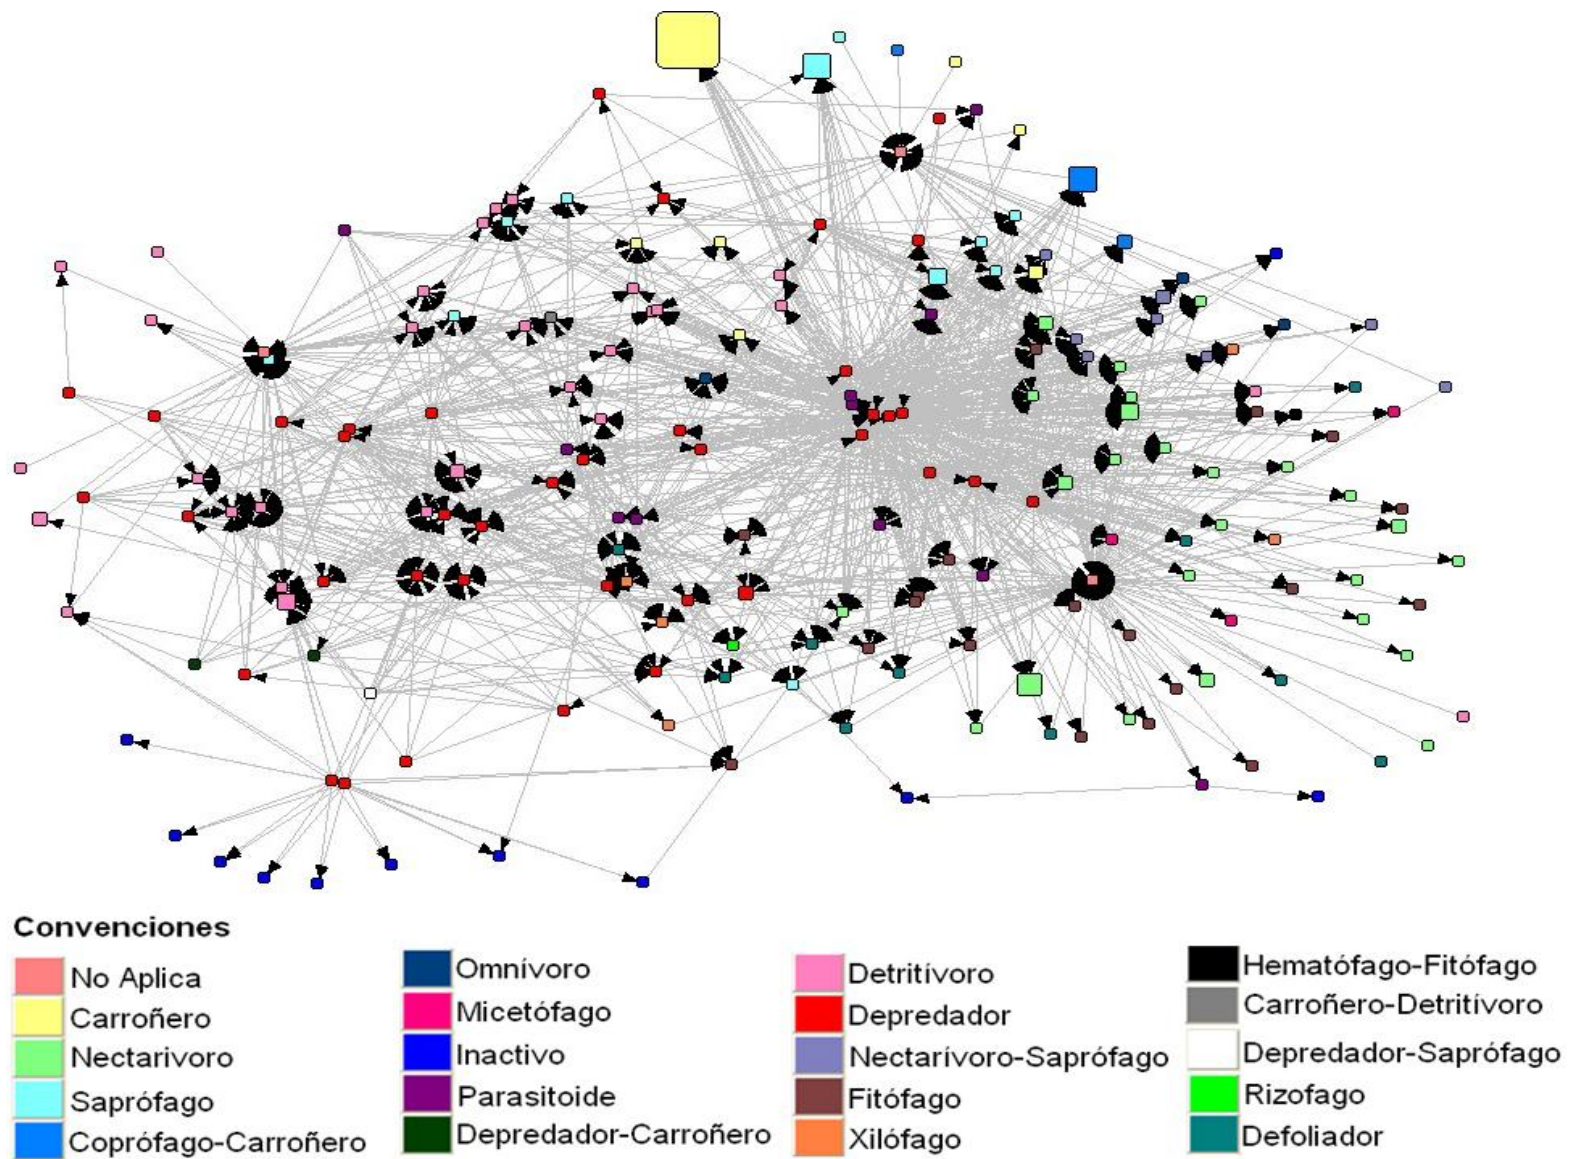 Convenciones
No Aplica
Carroñero
Nectarivoro
Saprófago
Coprófago-Carroñero
Omnívoro
Micetófago
Inactivo
Parasitoide
Depredador-Carroñero
Detritívoro
Depredador
Nectarívoro-Saprófago
Fitófago
Xilófago
Hematófago-Fitófago
Carroñero-Detritívoro
Depredador-Saprófago
Rizofago
Defoliador